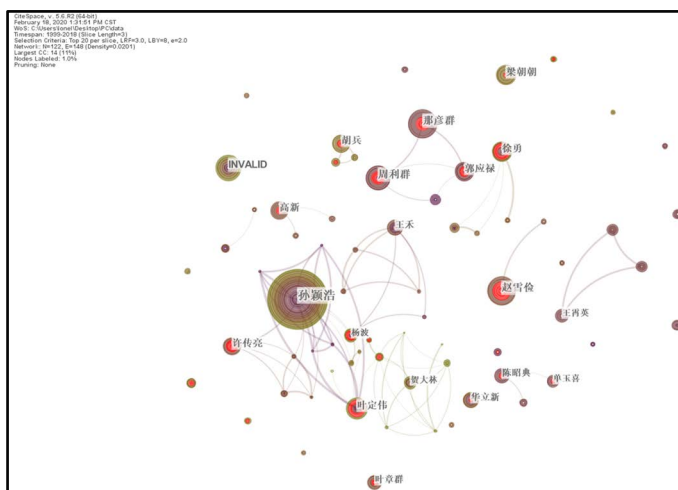 CiteSpace, v. 5.6.R2 (64-bit)
February 18, 2020 1:31:51 PM CST
WoS: C:\Users\lionel\Desktop\PC\data
Timespan: 1999-2018 (Slice Length=3)
Selection Criteria: Top 20 per slice, LRF=3.0, LBY=8, e=2.0
Network: N=122, E=148 (Density=0.0201)
Largest CC: 14 (11%)
Nodes Labeled: 1.0%
Pruning: None
梁朝朝
那彦群
胡兵
徐勇
INVALID
周利群
郭应禄
高新
王禾
孙颖浩
赵雪俭
王肖英
杨波
许传亮
贺大林
陈昭典
单玉喜
叶定伟
华立新
叶章群